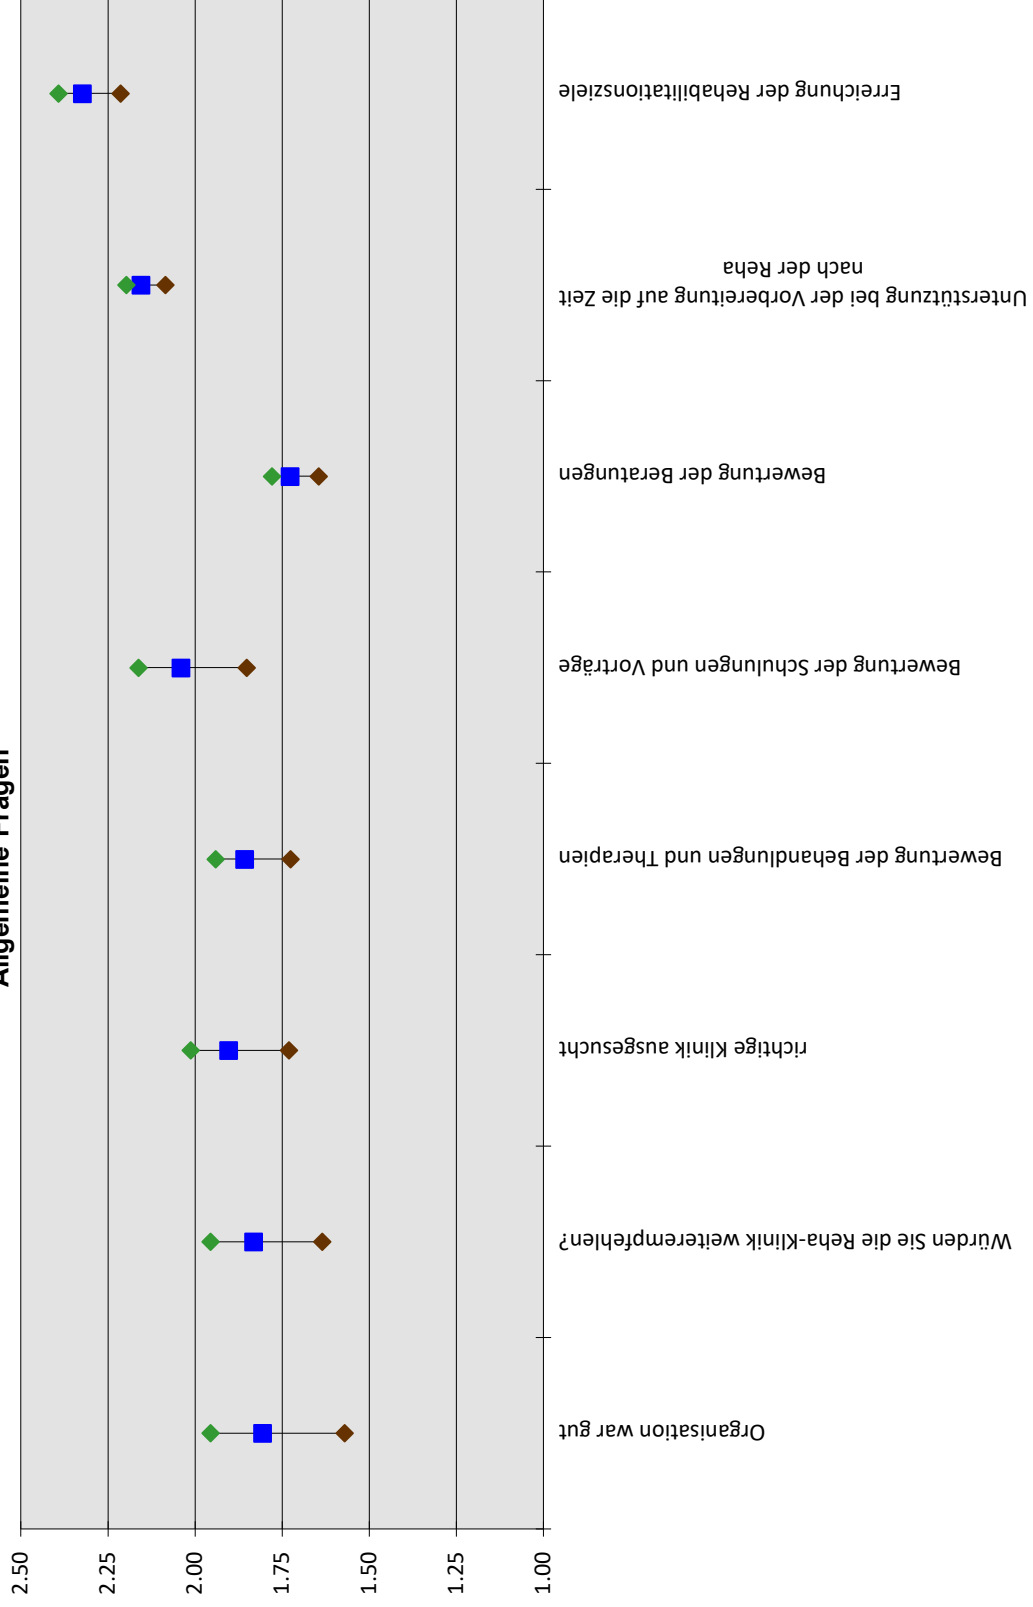 Allgemeine Fragen
2.50
2.25
2.00
1.75
1.50
1.25
1.00
Organisation war gut
Würden Sie die Reha-Klinik weiterempfehlen?
richtige Klinik ausgesucht
Bewertung der Behandlungen und Therapien
Bewertung der Schulungen und Vorträge
Bewertung der Beratungen
Unterstützung bei der Vorbereitung auf die Zeit
nach der Reha
Erreichung der Rehabilitationsziele